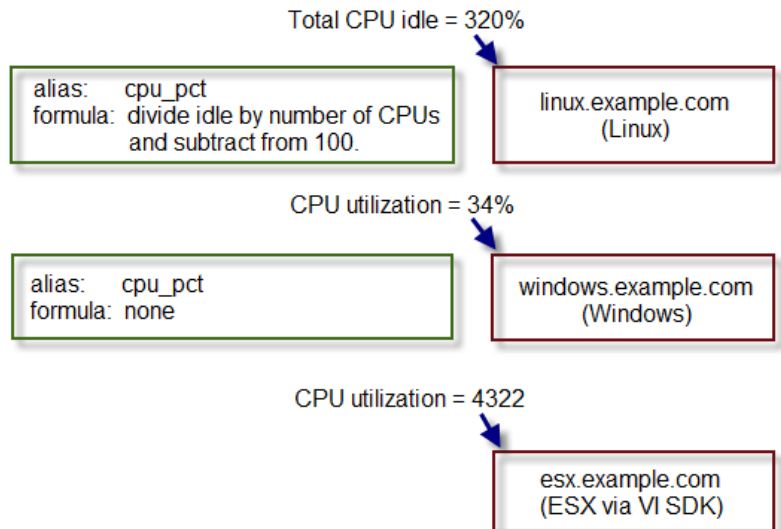 Total CPU idle = 320%
alias: cpu_pct
formula: divide idle by number of CPUs
and subtract from 100.
linux.example.com
(Linux)
CPU utilization = 34%
alias: cpu_pct
formula: none
windows.example.com
(Windows)
CPU utilization = 4322
esx.example.com
(ESX via VI SDK)